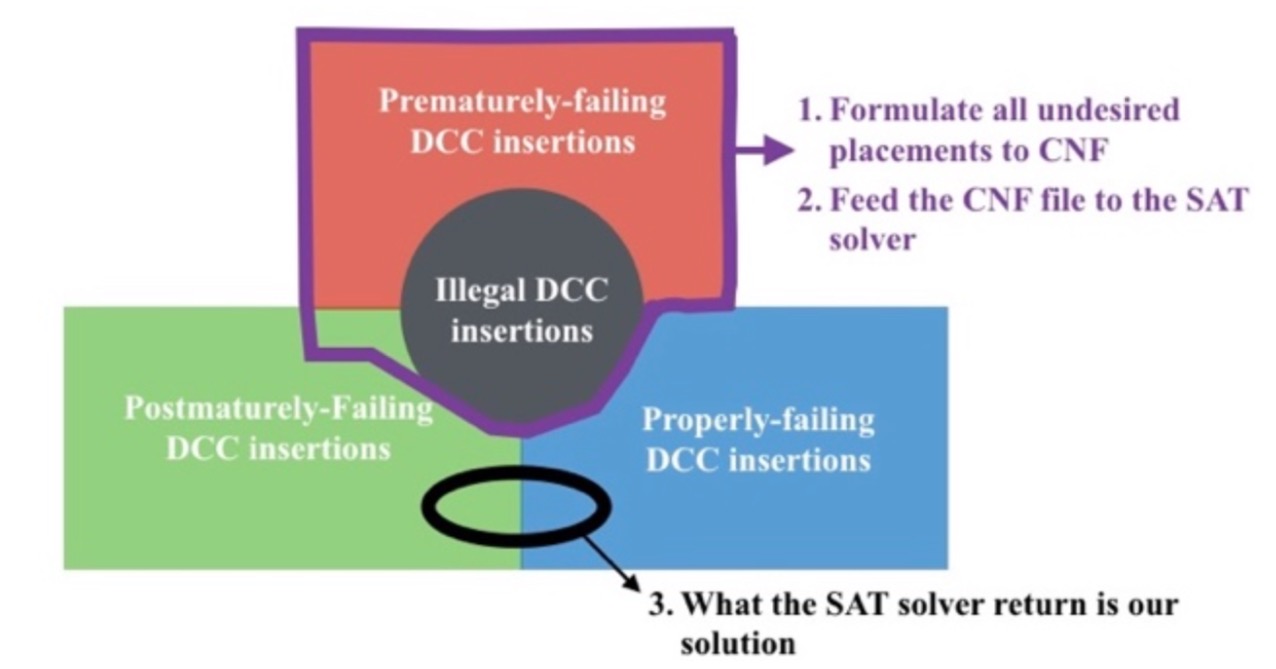 Prematurely-failing
DCC insertions
1. Formulate all undesired
placements to CNF
2. Feed the CNF file to the SAT
solver
Illegal DCC
insertions
Postmaturely-Failing
DCC insertions
Properly-failing
DCC insertions
3. What the SAT solver return is our
solution